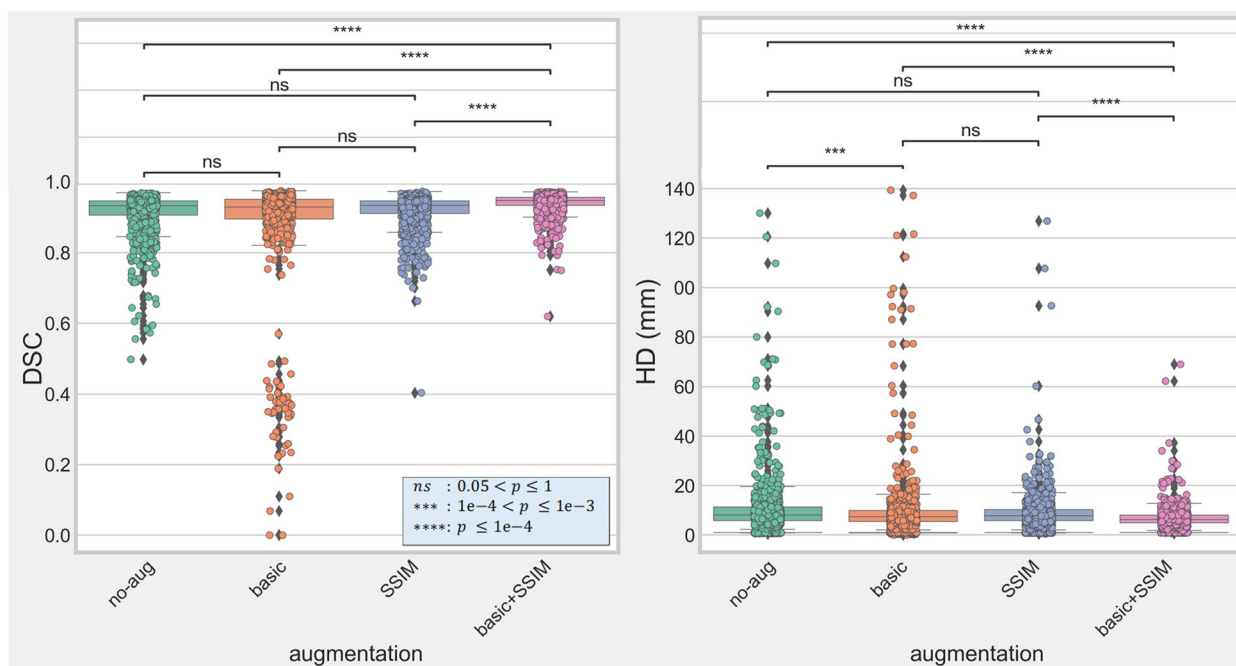 ****
****
ns
****
ns
ns
1.0
0.8
0.6
0.4
0.2
0.0
DSC
ns : 0.05 < p ≤ 1
*** : 1e-4 < p ≤ 1e-3
****: p ≤ 1e-4
no-aug
basic
SSIM
basic+SSIM
augmentation
****
****
ns
****
ns
***
140
120
00
80
60
40
20
0
HD (mm)
no-aug
basic
SSIM
basic+SSIM
augmentation